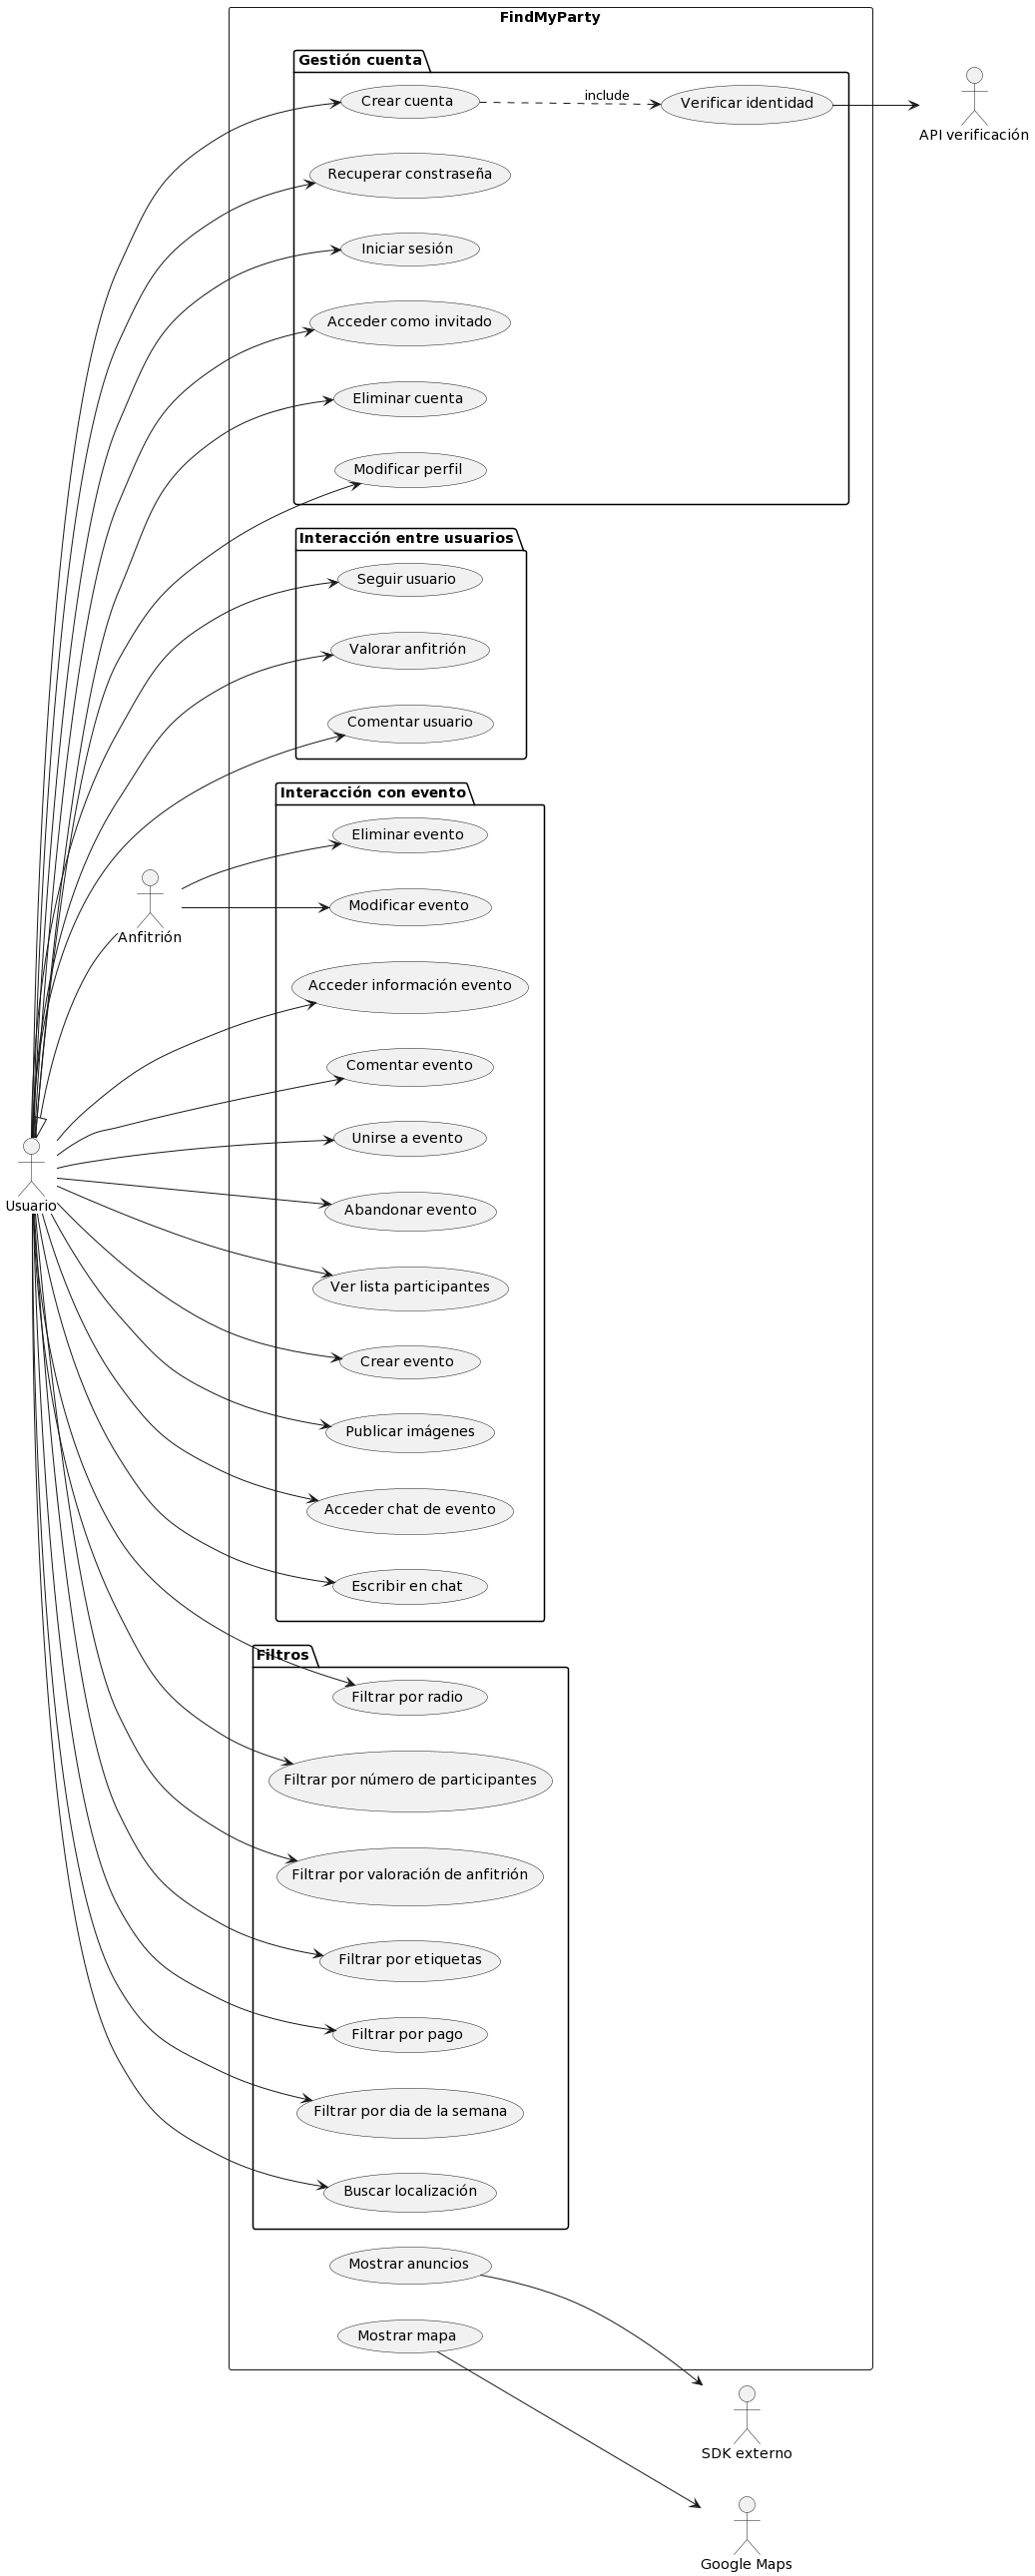 FindMyParty
Gestión cuenta
Crear cuenta
include
Verificar identidad
API verificación
Recuperar constraseña
Iniciar sesión
Acceder como invitado
Eliminar cuenta
Modificar perfil
Interacción entre usuarios
Seguir usuario
Valorar anfitrión
Comentar usuario
Interacción con evento
Eliminar evento
Modificar evento
Anfitrión
Acceder información evento
Comentar evento
Unirse a evento
Usuario
Abandonar evento
Ver lista participantes
Crear evento
Publicar imágenes
Acceder chat de evento
Escribir en chat
Filtros
Filtrar por radio
Filtrar por número de participantes
Filtrar por valoración de anfitrión
Filtrar por etiquetas
Filtrar por pago
Filtrar por dia de la semana
Buscar localización
Mostrar anuncios
Mostrar mapa
SDK externo
Google Maps